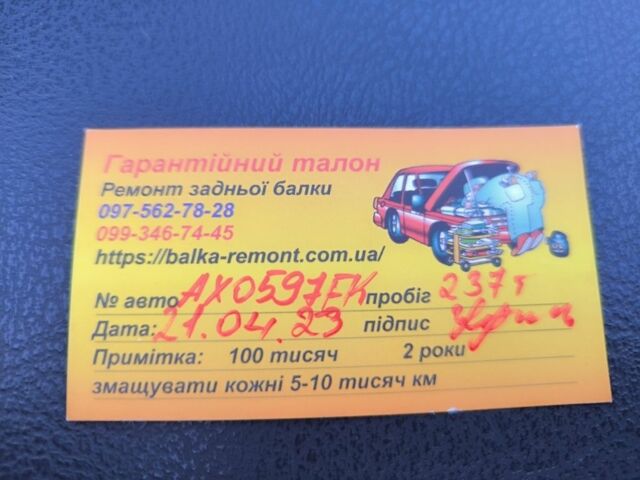 Гарантійний талон
Ремонт задньої балки
097-562-78-28
099-346-74-45
https://balka-remont.com.ua/
№ авто АХ0597ЕК пробіг 237т
Дата: 21.04.23 підпис
Примітка: 100 тисяч 2 роки
змащувати кожні 5-10 тисяч км